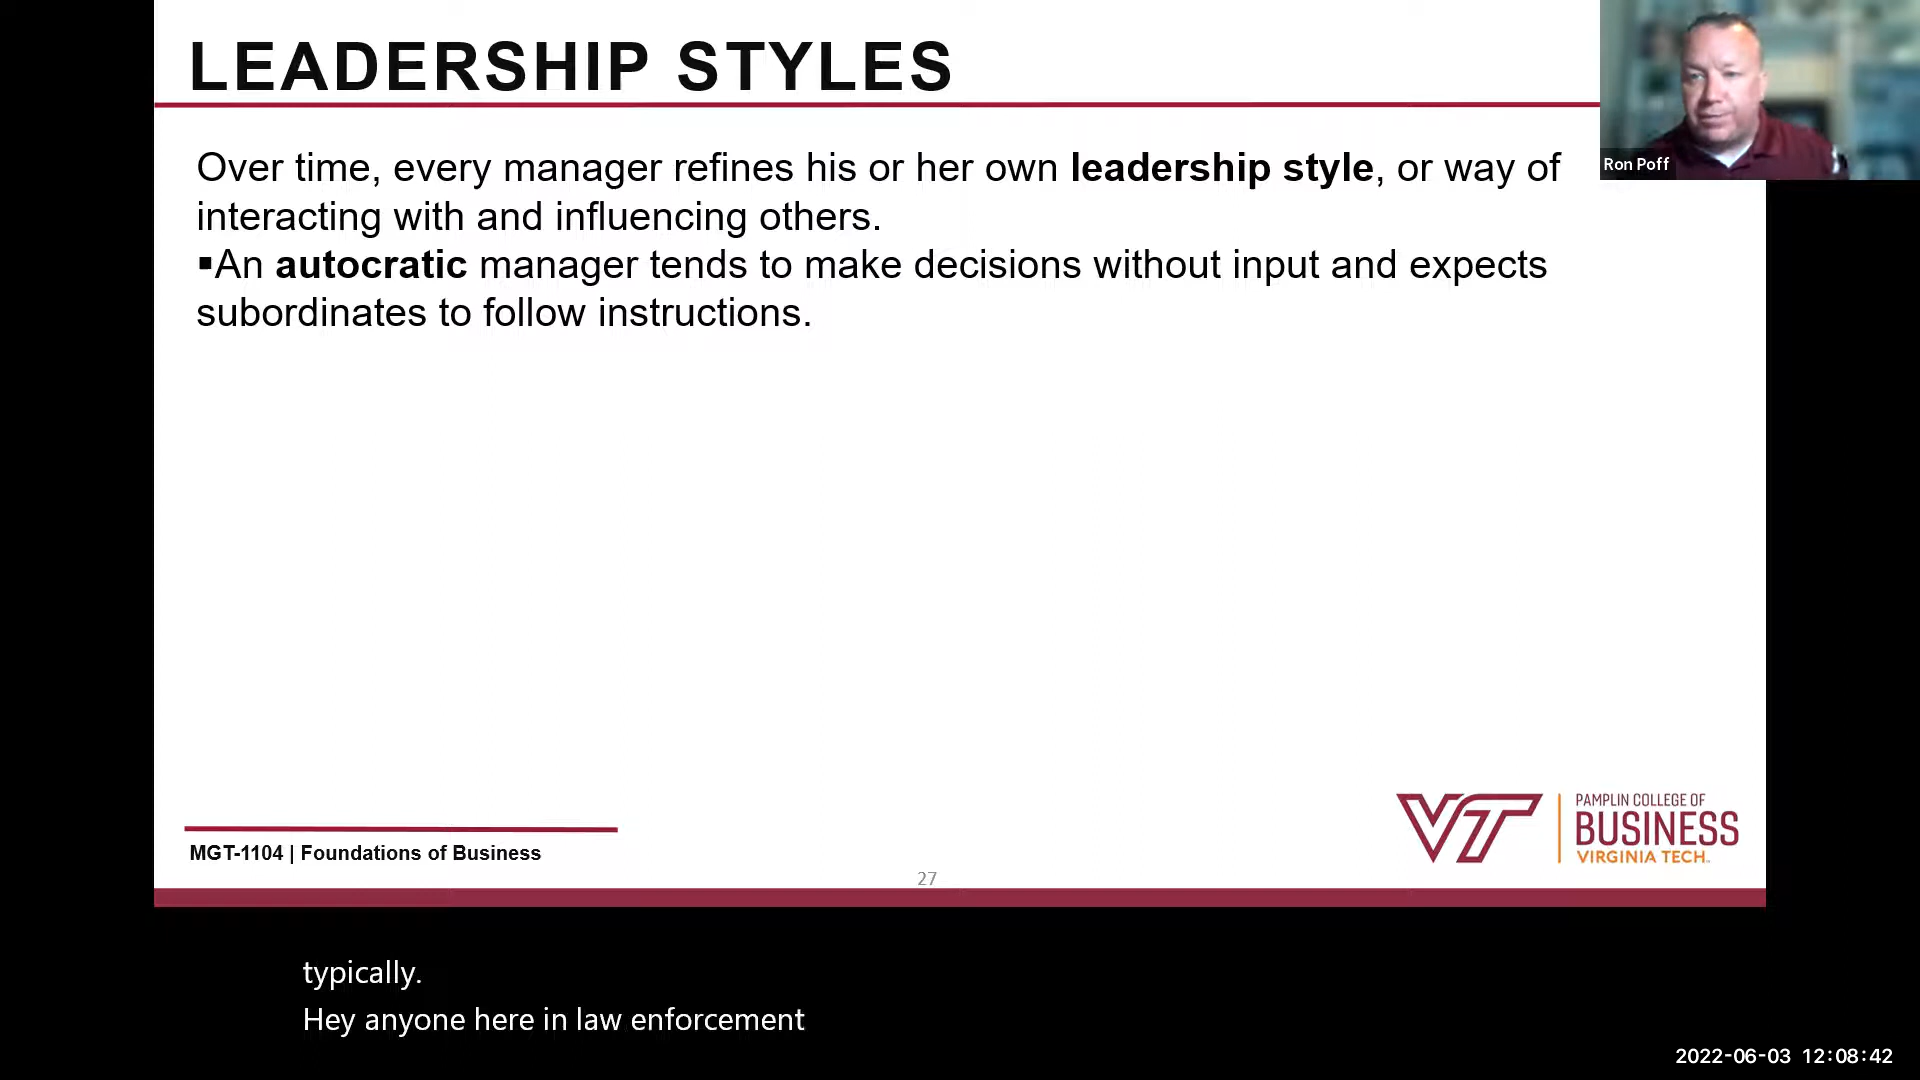 LEADERSHIP STYLES
Ron Poff
Over time, every manager refines his or her own leadership style, or way of
interacting with and influencing others.
▪An autocratic manager tends to make decisions without input and expects
subordinates to follow instructions.
VT
PAMPLIN COLLEGE OF
BUSINESS
VIRGINIA TECH
MGT-1104 | Foundations of Business
27
typically.
Hey anyone here in law enforcement
2022-06-03 12:08:42